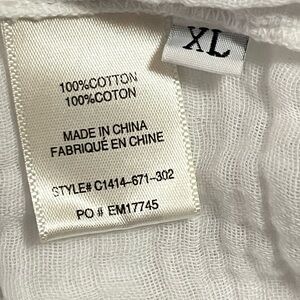 XL
100%COTTON
100%COTON
MADE IN CHINA
FABRIQUÉ EN CHINE
STYLE# C1414-671-302
PO # EM17745